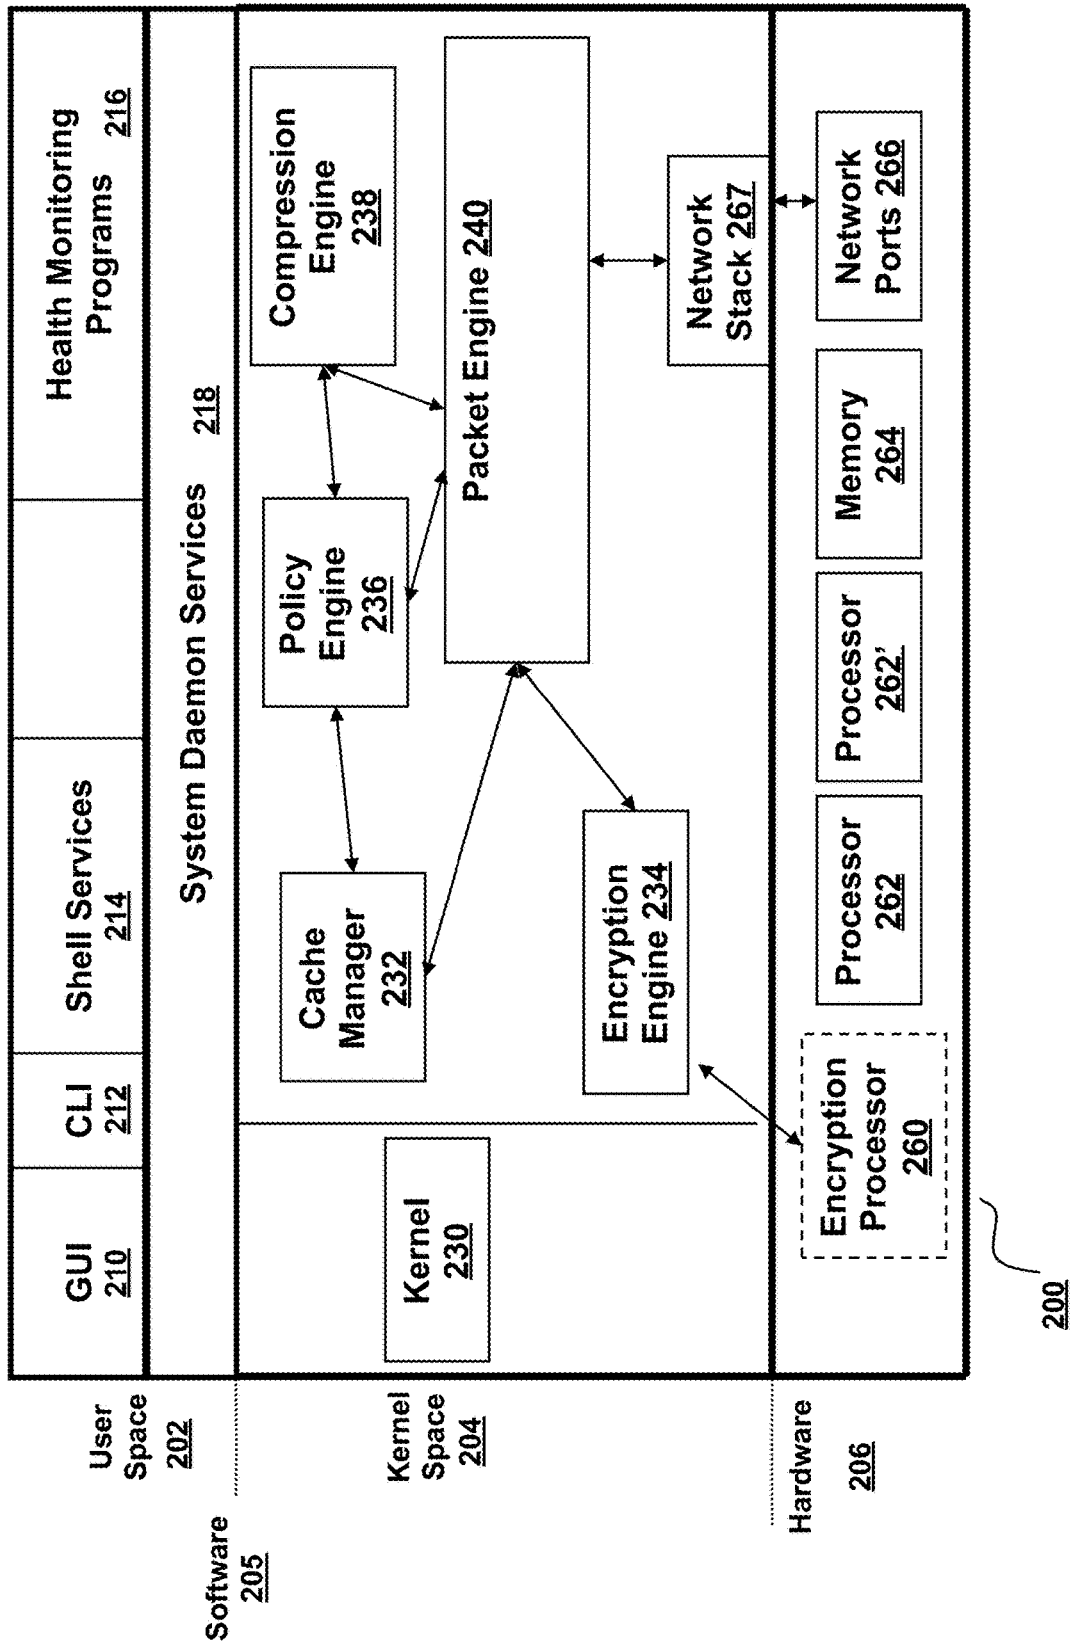 GUI
210
CLI
212
Shell Services
214
Health Monitoring
Programs
216
User
Space
202
System Daemon Services
218
Software
205
Kernel
Space
204
Kernel
230
Cache
Manager
232
Policy
Engine
236
Compression
Engine
238
Packet Engine 240
Encryption
Engine 234
Network
Stack 267
Hardware
206
Encryption
Processor
260
Processor
262
Processor
262’
Memory
264
Network
Ports 266
200